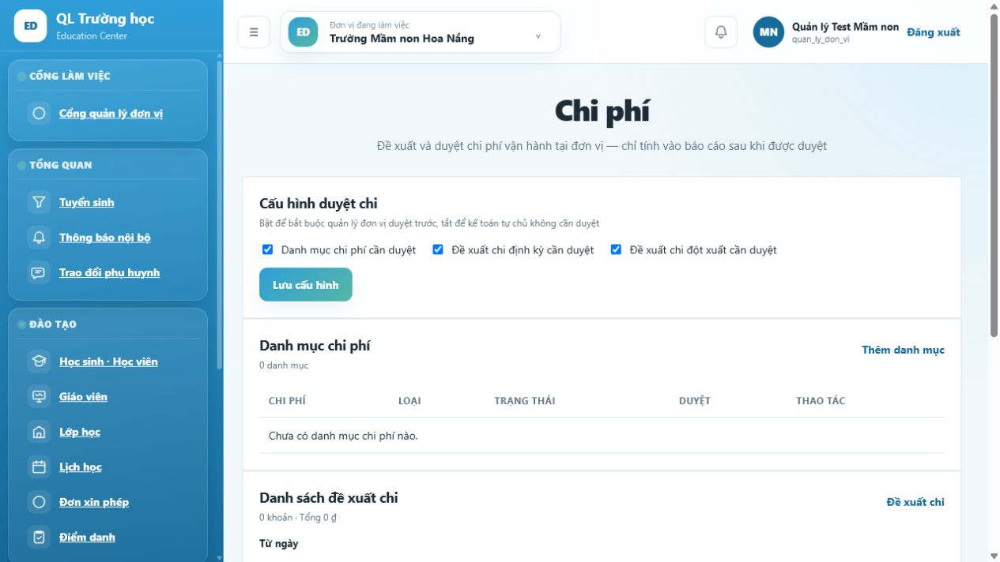 ED
QL Trường học
Education Center
CỔNG LÀM VIỆC
Cổng quản lý đơn vị
TỔNG QUAN
Tuyển sinh
Thông báo nội bộ
Trao đổi phụ huynh
ĐÀO TẠO
Học sinh · Học viên
Giáo viên
Lớp học
Lịch học
Đơn xin phép
Điểm danh
ED
Đơn vị đang làm việc
Trường Mầm non Hoa Nắng
MN
Quản lý Test Mầm non
quan_ly_don_vi
Đăng xuất
Chi phí
Đề xuất và duyệt chi phí vận hành tại đơn vị — chỉ tính vào báo cáo sau khi được duyệt
Cấu hình duyệt chi
Bật để bắt buộc quản lý đơn vị duyệt trước, tắt để kế toán tự chủ không cần duyệt
Danh mục chi phí cần duyệt Đề xuất chi định kỳ cần duyệt Đề xuất chi đột xuất cần duyệt
Lưu cấu hình
Danh mục chi phí
Thêm danh mục
0 danh mục
CHI PHÍ LOẠI TRẠNG THÁI DUYỆT THAO TÁC
Chưa có danh mục chi phí nào.
Danh sách đề xuất chi
Đề xuất chi
0 khoản · Tổng 0 ₫
Từ ngày